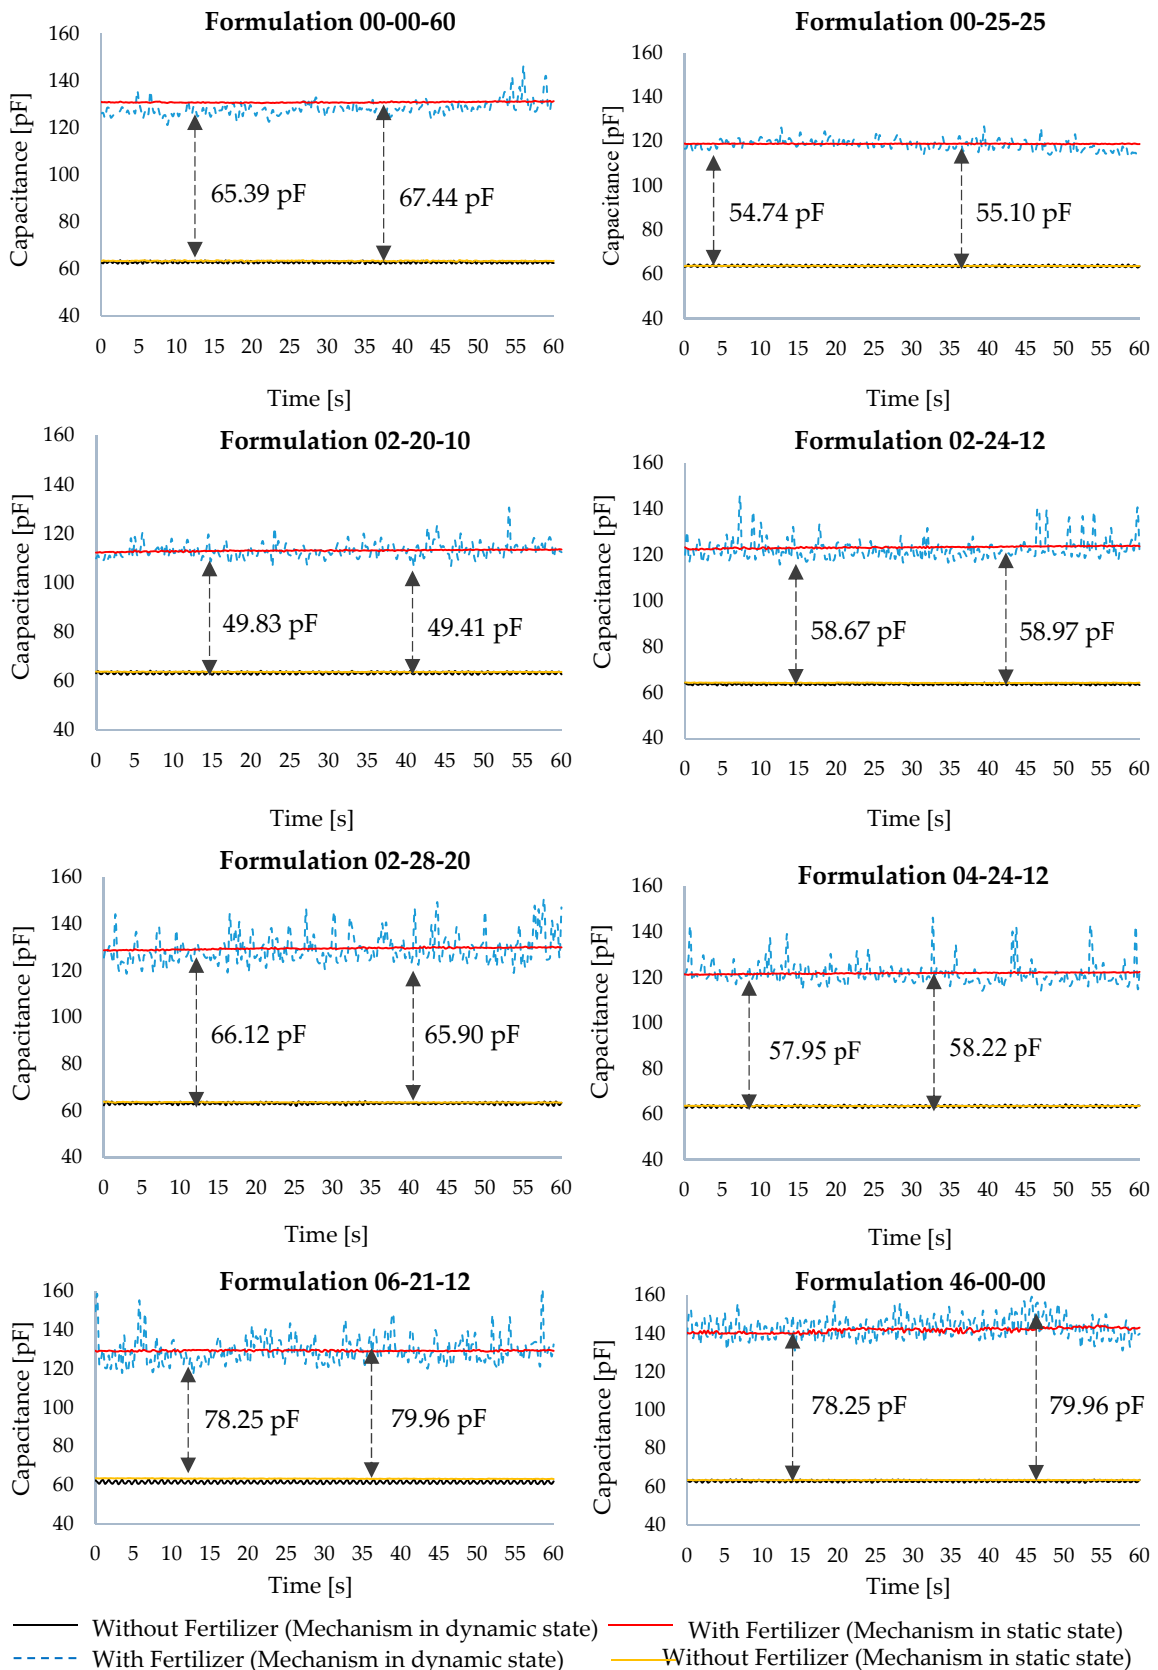 Formulation 00-00-60
Capacitance [pF]
160
140
120
100
80
60
40
65.39 pF
67.44 pF
0 5 10 15 20 25 30 35 40 45 50 55 60
Time [s]
Formulation 00-25-25
Capacitance [pF]
160
140
120
100
80
60
40
54.74 pF
55.10 pF
0 5 10 15 20 25 30 35 40 45 50 55 60
Time [s]
Formulation 02-20-10
Caapacitance [pF]
160
140
120
100
80
60
40
49.83 pF
49.41 pF
0 5 10 15 20 25 30 35 40 45 50 55 60
Time [s]
Formulation 02-24-12
Capacitance [pF]
160
140
120
100
80
60
40
58.67 pF
58.97 pF
0 5 10 15 20 25 30 35 40 45 50 55 60
Time [s]
Formulation 02-28-20
Capacitance [pF]
160
140
120
100
80
60
40
66.12 pF
65.90 pF
0 5 10 15 20 25 30 35 40 45 50 55 60
Time [s]
Formulation 04-24-12
Capacitance [pF]
160
140
120
100
80
60
40
57.95 pF
58.22 pF
0 5 10 15 20 25 30 35 40 45 50 55 60
Time [s]
Formulation 06-21-12
Capacitance [pF]
160
140
120
100
80
60
40
78.25 pF
79.96 pF
0 5 10 15 20 25 30 35 40 45 50 55 60
Time [s]
Formulation 46-00-00
Capacitance [pF]
160
140
120
100
80
60
40
78.25 pF
79.96 pF
0 5 10 15 20 25 30 35 40 45 50 55 60
Time [s]
Without Fertilizer (Mechanism in dynamic state)
With Fertilizer (Mechanism in static state)
With Fertilizer (Mechanism in dynamic state)
Without Fertilizer (Mechanism in static state)